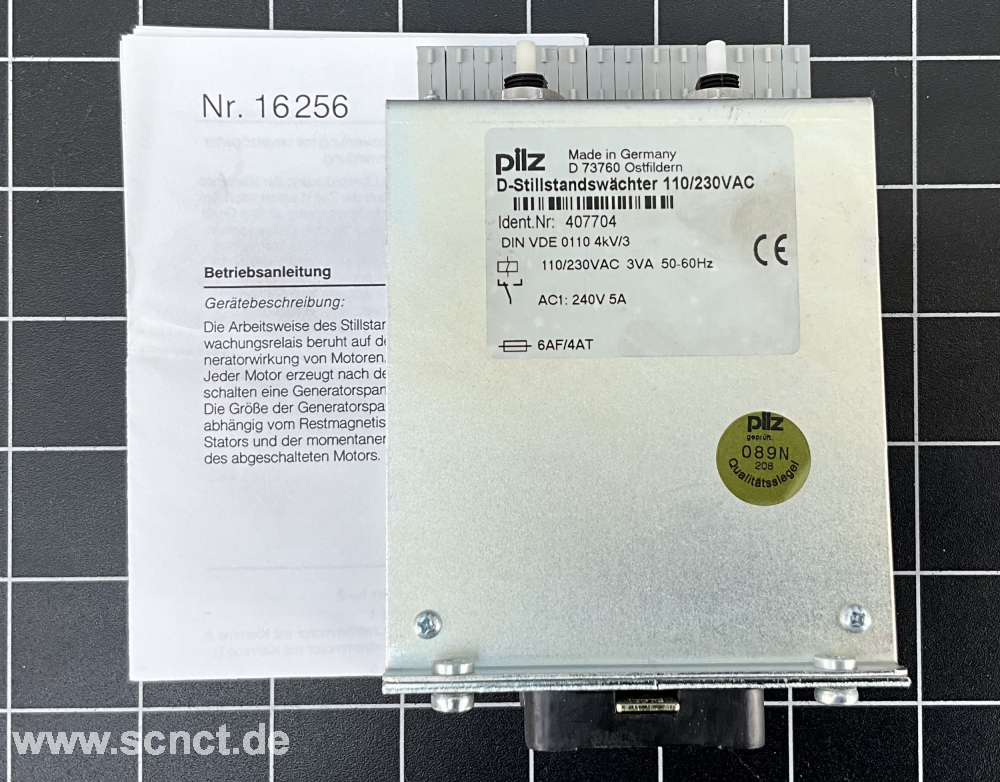 Nr. 16256
Betriebsanleitung
Gerätebeschreibung:
Die Arbeitsweise des Stillstan
wachungsrelais beruht auf de
neratorwirkung von Motoren.
Jeder Motor erzeugt nach de
schalten eine Generatorspan
Die Größe der Generatorspa
abhängig vom Restmagnetis
Stators und der momentaner
des abgeschalteten Motors.
pilz
Made in Germany
D 73760 Ostfildern
D-Stillstandswächter 110/230VAC
Ident.Nr: 407704
DIN VDE 0110 4kV/3
CE
110/230VAC 3VA 50-60Hz
AC1: 240V 5A
6AF/4AT
pilz
geprüft.
089N
208
Qualitätssiegel
www.scnct.de